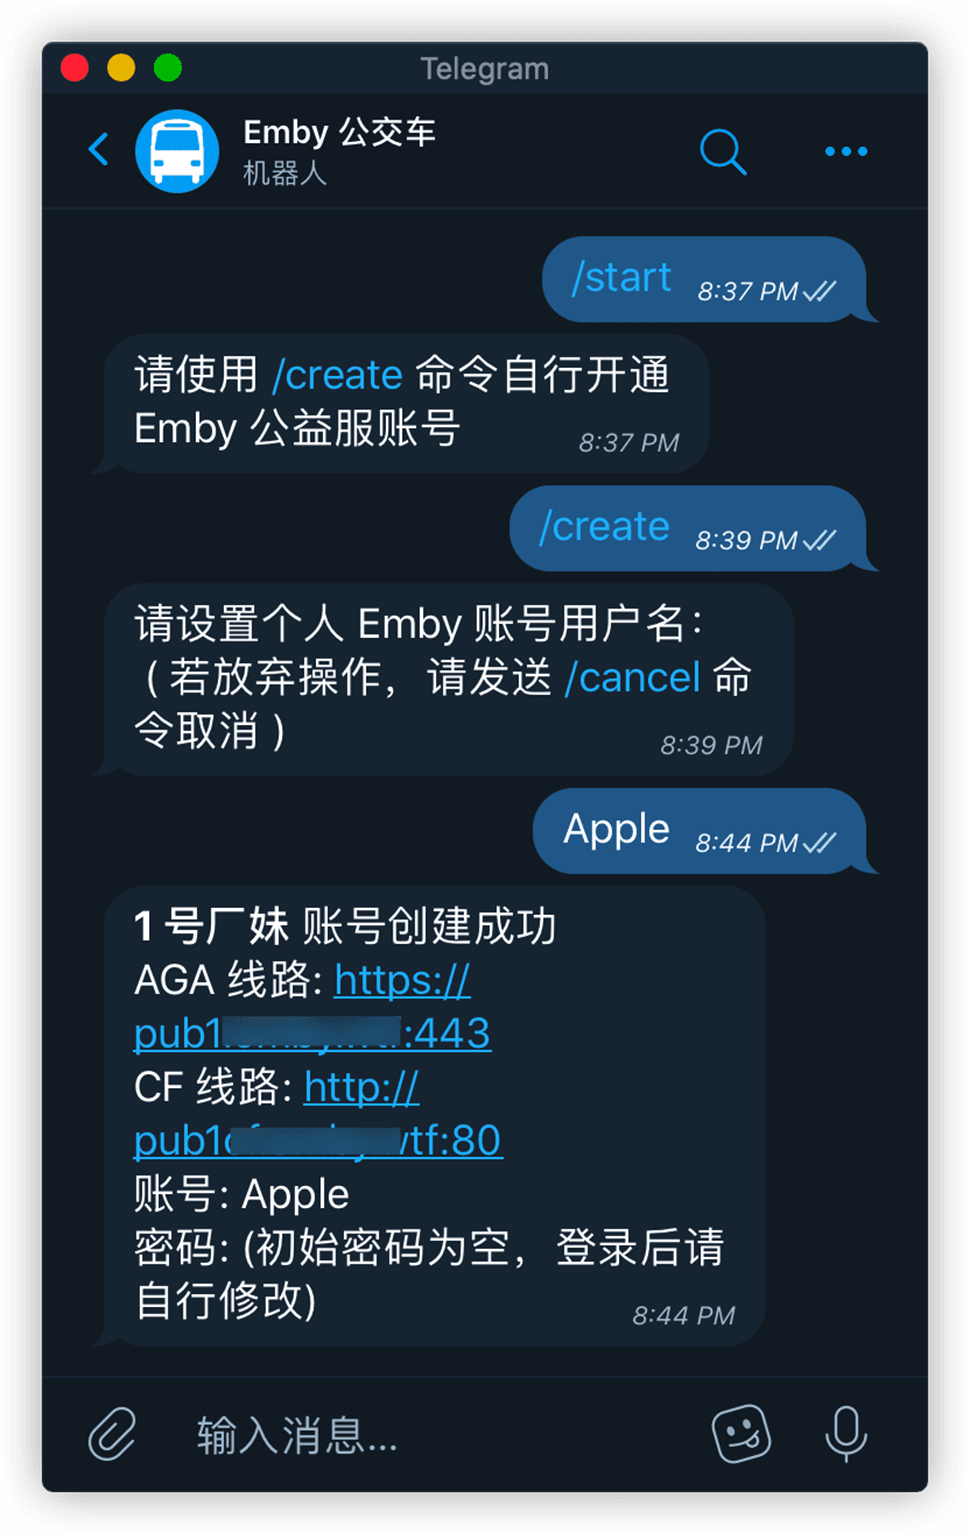 Telegram
Emby 公交车
机器人
/start 8:37 PM
请使用 /create 命令自行开通
Emby 公益服账号
8:37 PM
/create 8:39 PM
请设置个人 Emby 账号用户名:
(若放弃操作，请发送 /cancel 命
令取消)
8:39 PM
Apple 8:44 PM
1 号厂妹 账号创建成功
AGA 线路: https://
pub1 :443
CF 线路: http://
pub1 wtf:80
账号: Apple
密码: (初始密码为空，登录后请
自行修改)
8:44 PM
输入消息...